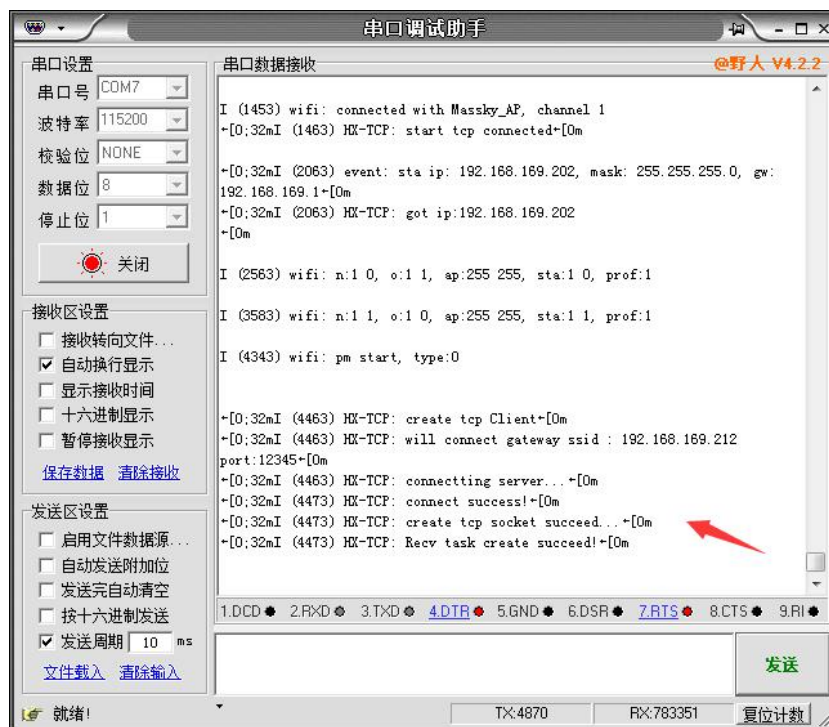 串口调试助手
串口设置
串口号 COM7
波特率 115200
校验位 NONE
数据位 8
停止位 1
关闭
接收区设置
接收转向文件...
自动换行显示
显示接收时间
十六进制显示
暂停接收显示
保存数据 清除接收
发送区设置
启用文件数据源...
自动发送附加位
发送完自动清空
按十六进制发送
发送周期 10 ms
文件载入 清除输入
串口数据接收
@野人 V4.2.2
I (1453) wifi: connected with Massky_AP, channel 1
←[0;32mI (1463) HX-TCP: start tcp connected←[0m
←[0;32mI (2063) event: sta ip: 192.168.169.202, mask: 255.255.255.0, gw:
192.168.169.1←[0m
←[0;32mI (2063) HX-TCP: got ip:192.168.169.202
←[0m
I (2563) wifi: n:1 0, o:1 1, ap:255 255, sta:1 0, prof:1
I (3583) wifi: n:1 1, o:1 0, ap:255 255, sta:1 1, prof:1
I (4343) wifi: pm start, type:0
←[0;32mI (4463) HX-TCP: create tcp Client←[0m
←[0;32mI (4463) HX-TCP: will connect gateway ssid : 192.168.169.212
port:12345←[0m
←[0;32mI (4463) HX-TCP: connectting server...←[0m
←[0;32mI (4473) HX-TCP: connect success!←[0m
←[0;32mI (4473) HX-TCP: create tcp socket succeed...←[0m
←[0;32mI (4473) HX-TCP: Recv task create succeed!←[0m
1.DCD 2.RXD 3.TXD 4.DTR 5.GND 6.DSR 7.RTS 8.CTS 9.RI
发送
就绪!
TX:4870
RX:783351
复位计数